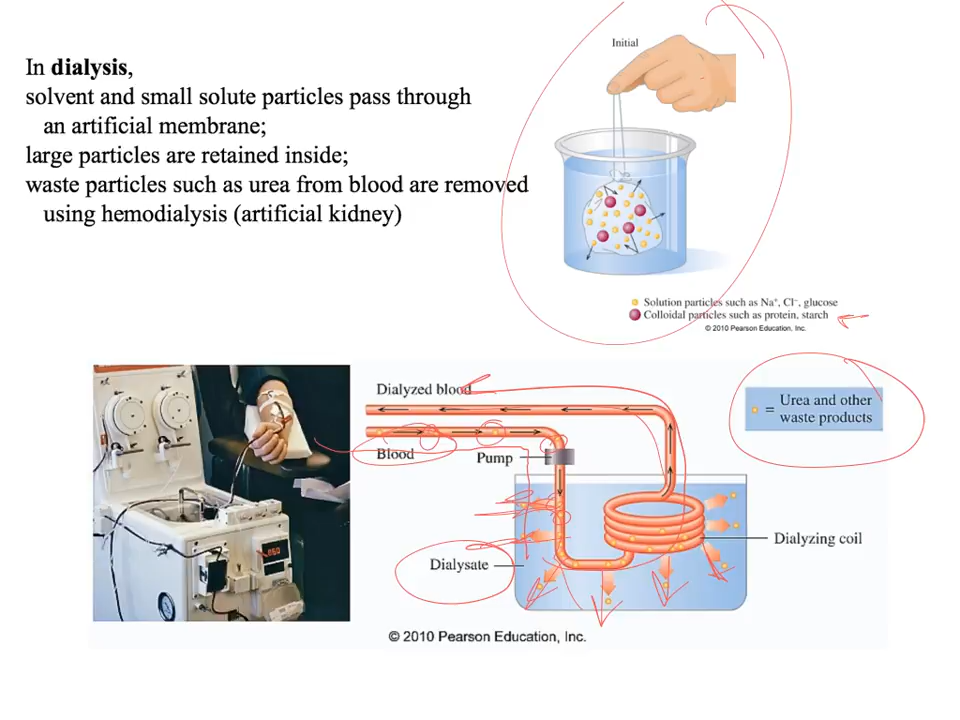 In dialysis,
solvent and small solute particles pass through
an artificial membrane;
large particles are retained inside;
waste particles such as urea from blood are removed
using hemodialysis (artificial kidney)
Initial
Solution particles such as Na⁺, Cl⁻, glucose
Colloidal particles such as protein, starch
© 2010 Pearson Education, Inc.
Dialyzed blood
Blood
Pump
Dialysate
= Urea and other
waste products
Dialyzing coil
© 2010 Pearson Education, Inc.